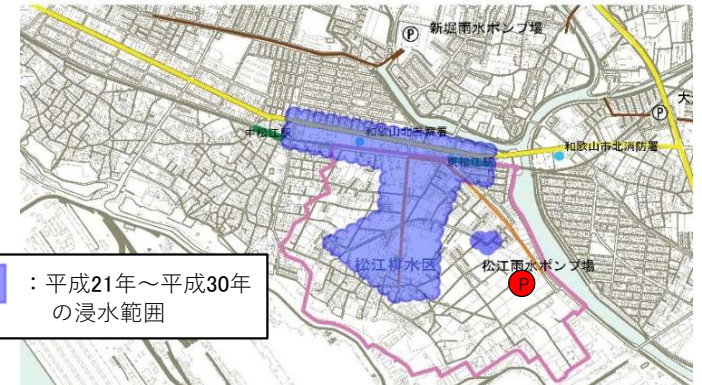 新堀雨水ポンプ場
P
P
大
中松江駅
和歌山北警察署
東松江駅
和歌山市北消防署
松江排水区
松江雨水ポンプ場
P
：平成21年～平成30年
の浸水範囲